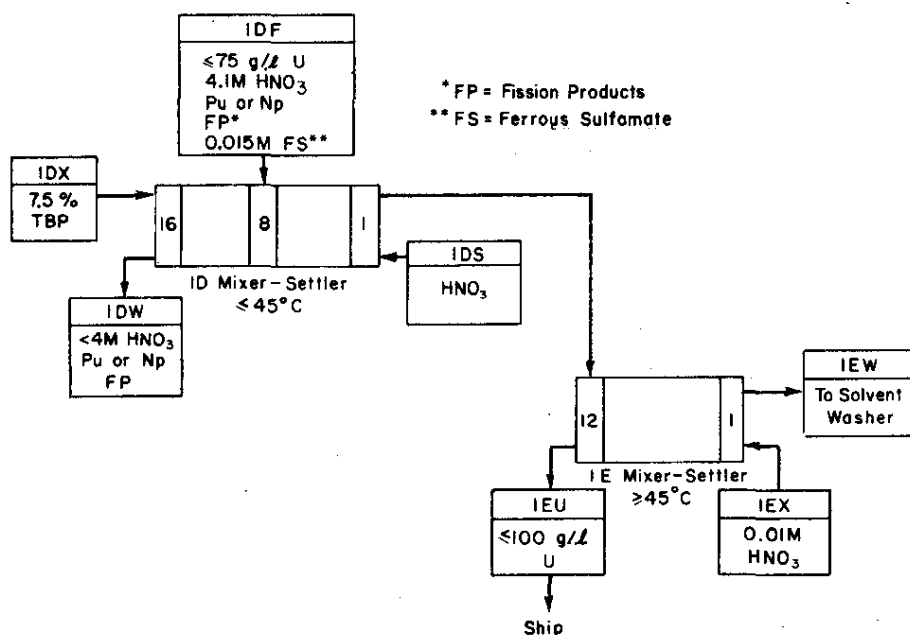 1DF
≤75 g/ℓ U
4.1M HNO₃
Pu or Np
FP*
0.015M FS**
*FP = Fission Products
**FS = Ferrous Sulfamate
1DX
7.5 %
TBP
16
8
1
1D Mixer-Settler
≤45°C
1DS
HNO₃
1DW
<4M HNO₃
Pu or Np
FP
12
1
1E Mixer-Settler
≥45°C
1EW
To Solvent
Washer
1EU
≤100 g/ℓ
U
1EX
0.01M
HNO₃
Ship